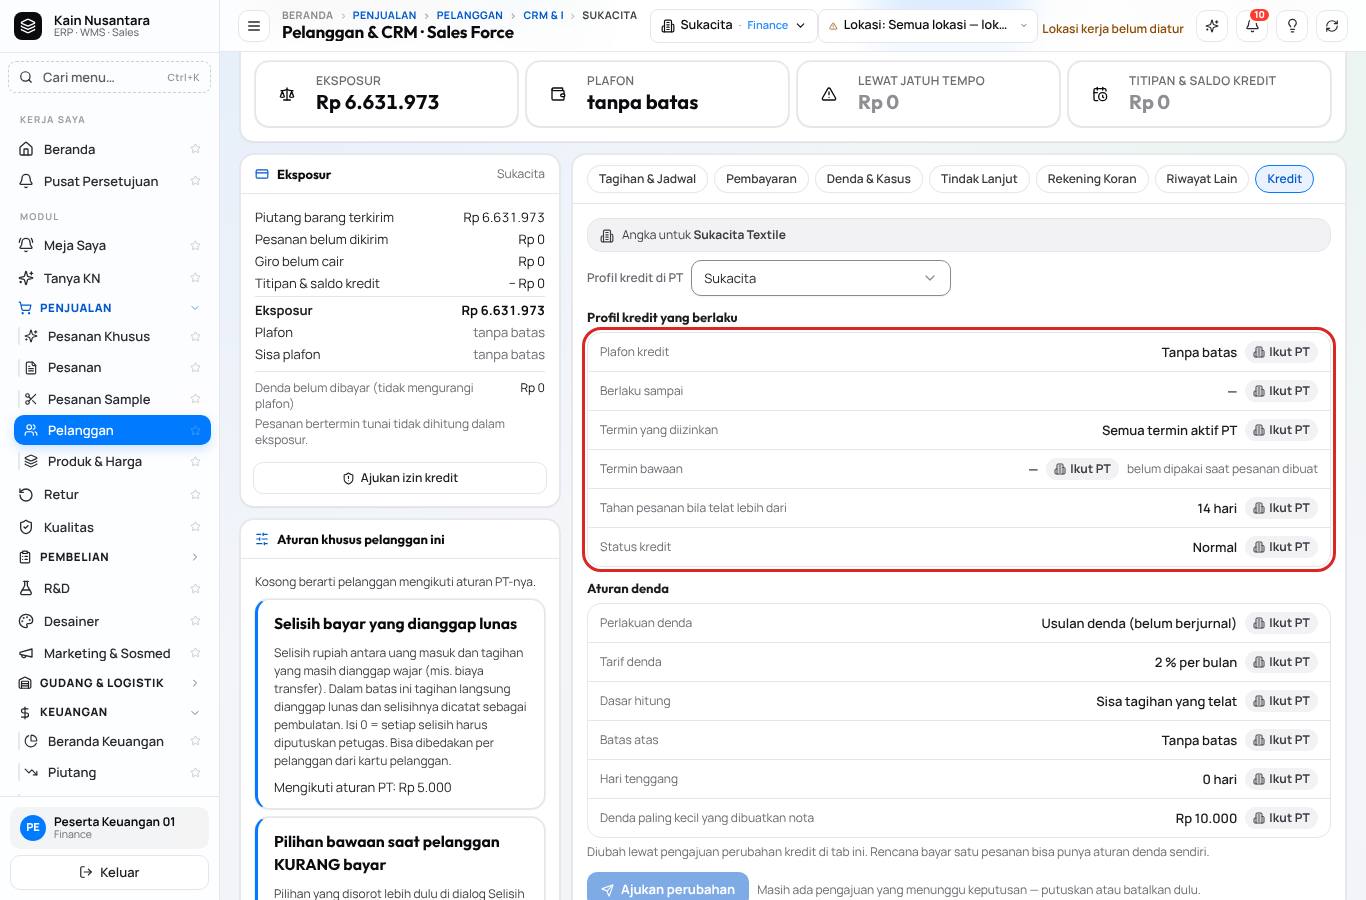 Kain Nusantara
ERP · WMS · Sales
Cari menu...
Ctrl+K
KERJA SAYA
Beranda
Pusat Persetujuan
MODUL
Meja Saya
Tanya KN
PENJUALAN
Pesanan Khusus
Pesanan
Pesanan Sample
Pelanggan
Produk & Harga
Retur
Kualitas
PEMBELIAN
R&D
Desainer
Marketing & Sosmed
GUDANG & LOGISTIK
KEUANGAN
Beranda Keuangan
Piutang
PE
Peserta Keuangan 01
Finance
Keluar
BERANDA > PENJUALAN > PELANGGAN > CRM & I > SUKACITA
Pelanggan & CRM · Sales Force
Sukacita · Finance
Lokasi: Semua lokasi — lok...
Lokasi kerja belum diatur
10
EKSPOSUR
Rp 6.631.973
PLAFON
tanpa batas
LEWAT JATUH TEMPO
Rp 0
TITIPAN & SALDO KREDIT
Rp 0
Eksposur
Sukacita
Piutang barang terkirim Rp 6.631.973
Pesanan belum dikirim Rp 0
Giro belum cair Rp 0
Titipan & saldo kredit – Rp 0
Eksposur Rp 6.631.973
Plafon tanpa batas
Sisa plafon tanpa batas
Denda belum dibayar (tidak mengurangi Rp 0
plafon)
Pesanan bertermin tunai tidak dihitung dalam
eksposur.
Ajukan izin kredit
Aturan khusus pelanggan ini
Kosong berarti pelanggan mengikuti aturan PT-nya.
Selisih bayar yang dianggap lunas
Selisih rupiah antara uang masuk dan tagihan
yang masih dianggap wajar (mis. biaya
transfer). Dalam batas ini tagihan langsung
dianggap lunas dan selisihnya dicatat sebagai
pembulatan. Isi 0 = setiap selisih harus
diputuskan petugas. Bisa dibedakan per
pelanggan dari kartu pelanggan.
Mengikuti aturan PT: Rp 5.000
Pilihan bawaan saat pelanggan
KURANG bayar
Pilihan yang disorot lebih dulu di dialog Selisih
Tagihan & Jadwal
Pembayaran
Denda & Kasus
Tindak Lanjut
Rekening Koran
Riwayat Lain
Kredit
Angka untuk Sukacita Textile
Profil kredit di PT
Sukacita
Profil kredit yang berlaku
Plafon kredit Tanpa batas Ikut PT
Berlaku sampai — Ikut PT
Termin yang diizinkan Semua termin aktif PT Ikut PT
Termin bawaan — Ikut PT belum dipakai saat pesanan dibuat
Tahan pesanan bila telat lebih dari 14 hari Ikut PT
Status kredit Normal Ikut PT
Aturan denda
Perlakuan denda Usulan denda (belum berjurnal) Ikut PT
Tarif denda 2 % per bulan Ikut PT
Dasar hitung Sisa tagihan yang telat Ikut PT
Batas atas Tanpa batas Ikut PT
Hari tenggang 0 hari Ikut PT
Denda paling kecil yang dibuatkan nota Rp 10.000 Ikut PT
Diubah lewat pengajuan perubahan kredit di tab ini. Rencana bayar satu pesanan bisa punya aturan denda sendiri.
Ajukan perubahan
Masih ada pengajuan yang menunggu keputusan — putuskan atau batalkan dulu.